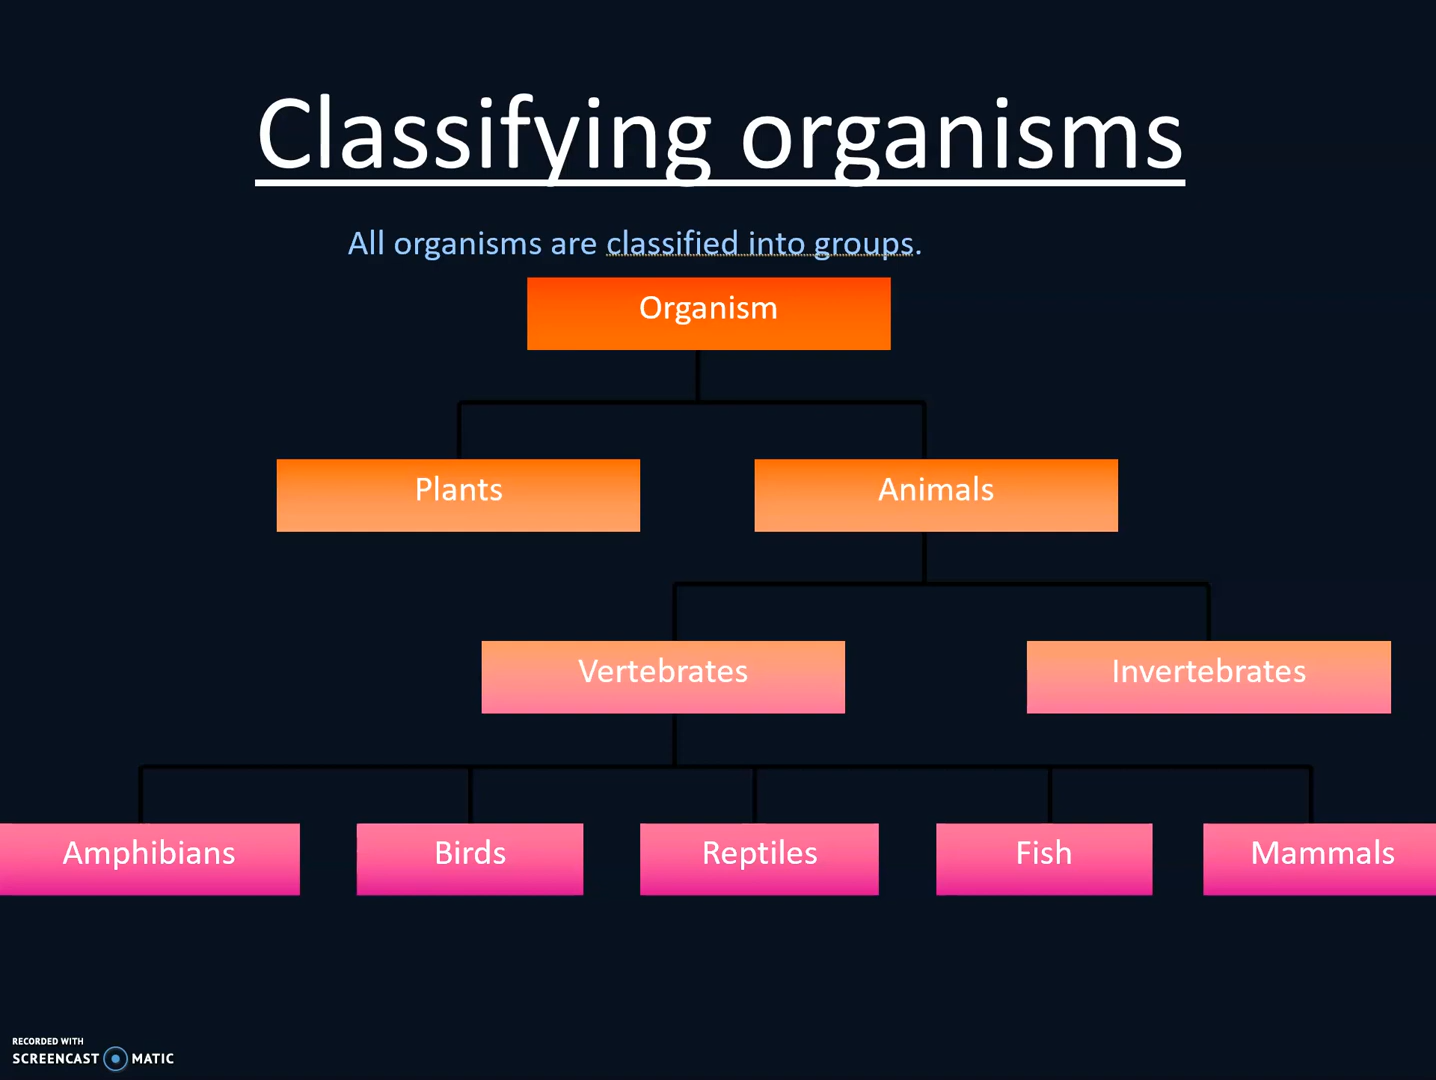 Classifying organisms
All organisms are classified into groups.
Organism
Plants
Animals
Vertebrates
Invertebrates
Amphibians
Birds
Reptiles
Fish
Mammals
RECORDED WITH
SCREENCAST MATIC